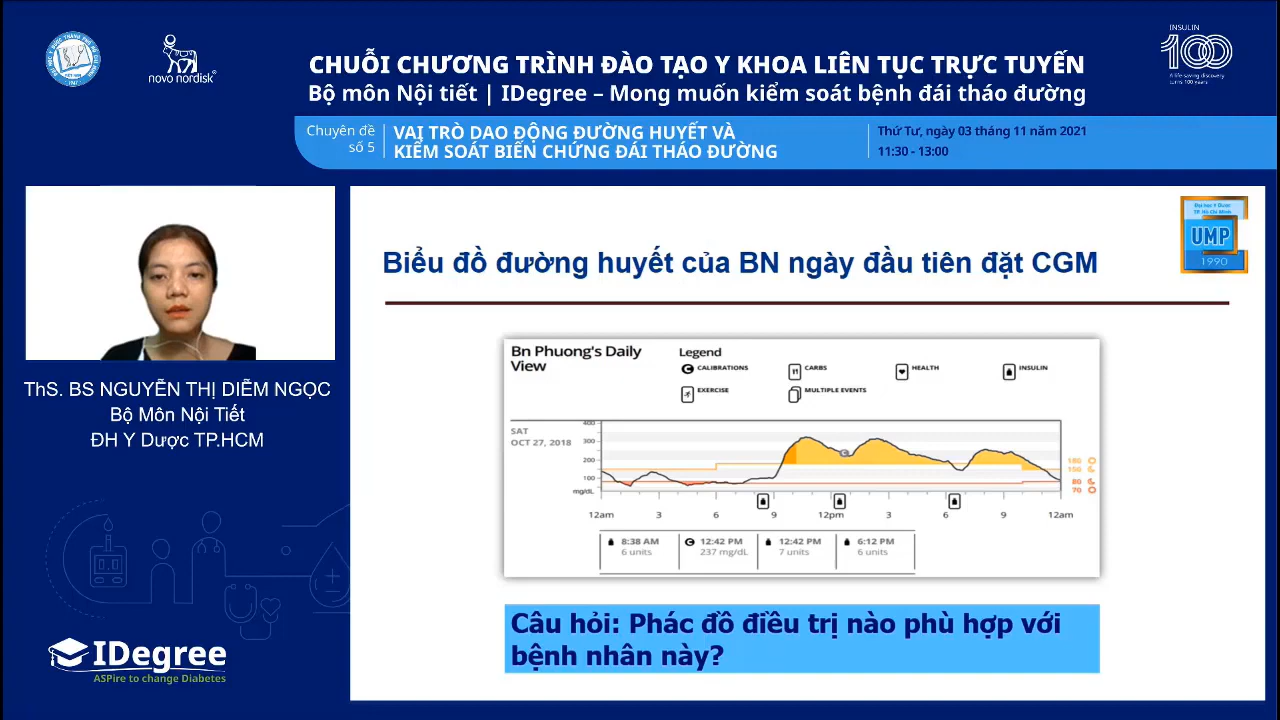 novo nordisk®
CHUỖI CHƯƠNG TRÌNH ĐÀO TẠO Y KHOA LIÊN TỤC TRỰC TUYẾN
Bộ môn Nội tiết | IDegree – Mong muốn kiểm soát bệnh đái tháo đường
INSULIN
100
A life-saving discovery
turns 100 years
Chuyên đề
số 5
VAI TRÒ DAO ĐỘNG ĐƯỜNG HUYẾT VÀ
KIỂM SOÁT BIẾN CHỨNG ĐÁI THÁO ĐƯỜNG
Thứ Tư, ngày 03 tháng 11 năm 2021
11:30 - 13:00
ThS. BS NGUYỄN THỊ DIỄM NGỌC
Bộ Môn Nội Tiết
ĐH Y Dược TP.HCM
IDegree
ASPire to change Diabetes
Đại học Y Dược
TP. Hồ Chí Minh
UMP
1990
Biểu đồ đường huyết của BN ngày đầu tiên đặt CGM
Bn Phuong's Daily
View
Legend
CALIBRATIONS CARBS HEALTH INSULIN
EXERCISE MULTIPLE EVENTS
SAT
OCT 27, 2018
400
300
200
100
mg/dL
180
150
80
70
12am 3 6 9 12pm 3 6 9 12am
8:38 AM 12:42 PM 12:42 PM 6:12 PM
6 units 237 mg/dL 7 units 6 units
Câu hỏi: Phác đồ điều trị nào phù hợp với
bệnh nhân này?